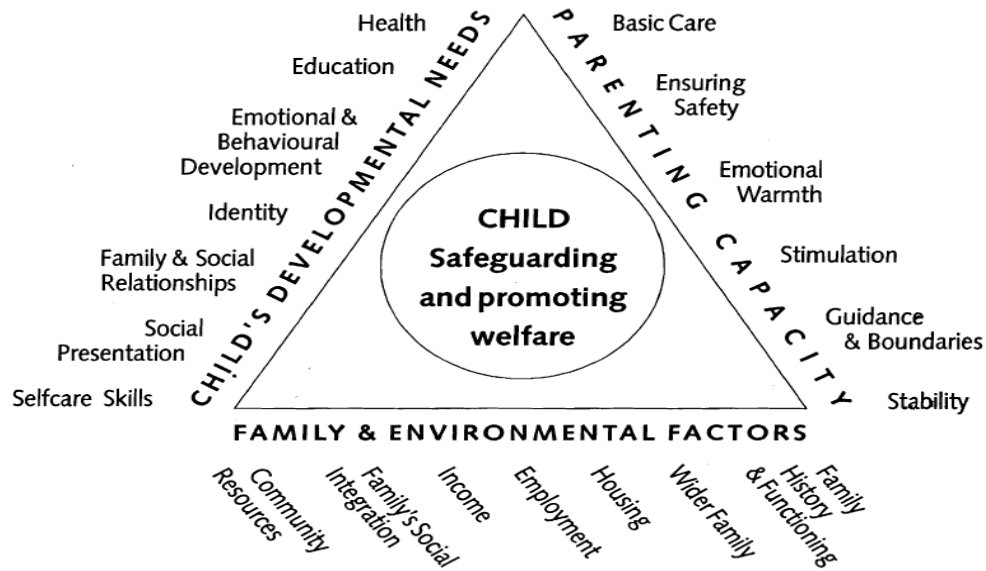 Health
Education
Emotional &
Behavioural
Development
Identity
Family & Social
Relationships
Social
Presentation
Selfcare Skills
CHILD'S DEVELOPMENTAL NEEDS
PARENTING CAPACITY
Basic Care
Ensuring
Safety
Emotional
Warmth
Stimulation
Guidance
& Boundaries
Stability
CHILD
Safeguarding
and promoting
welfare
FAMILY & ENVIRONMENTAL FACTORS
Community
Resources
Family's Social
Integration
Income
Employment
Housing
Wider Family
Family
History
& Functioning